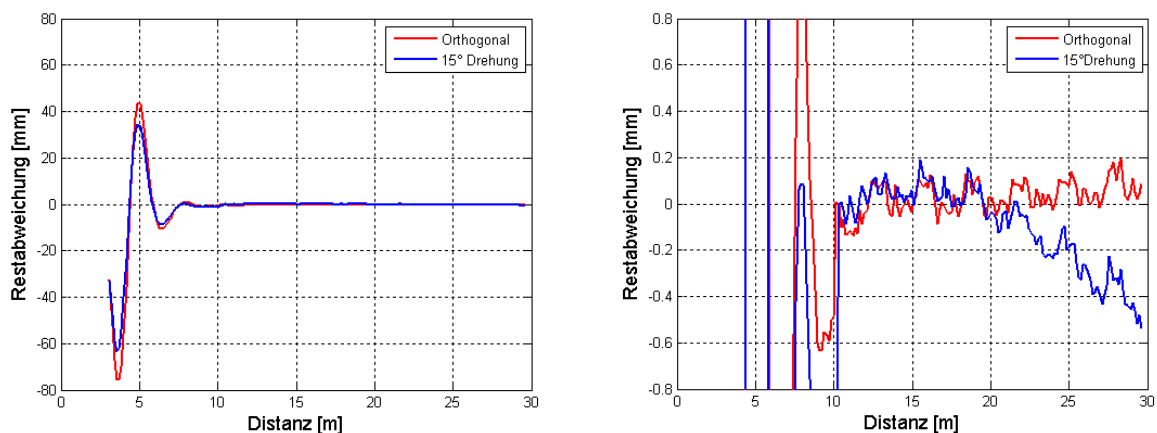 80
60
40
20
0
-20
-40
-60
-80
Restabweichung [mm]
0 5 10 15 20 25 30
Distanz [m]
Orthogonal
15° Drehung
0.8
0.6
0.4
0.2
0
-0.2
-0.4
-0.6
-0.8
Restabweichung [mm]
0 5 10 15 20 25 30
Distanz [m]
Orthogonal
15°Drehung